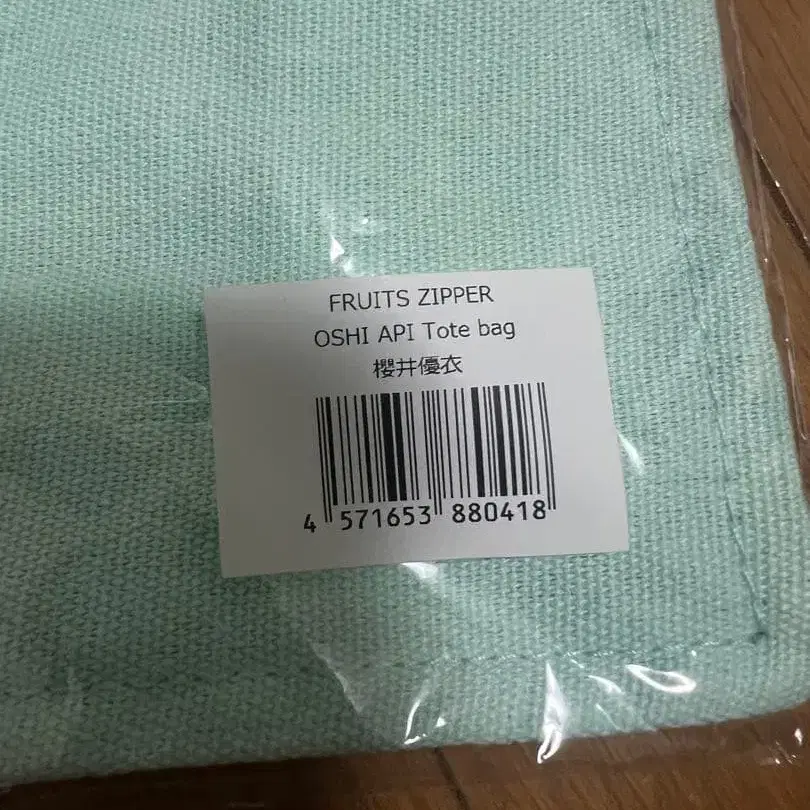 FRUITS ZIPPER
OSHI API Tote bag
櫻井優衣
4 571653 880418